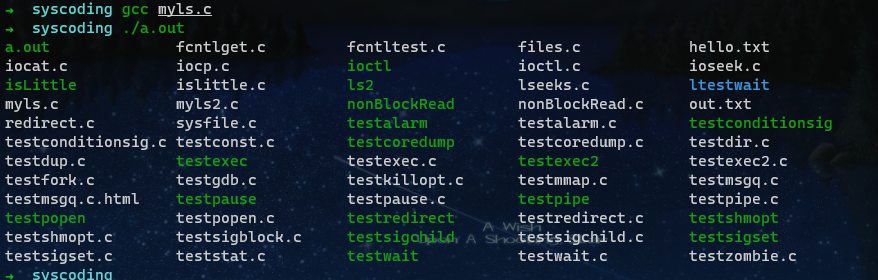 → syscoding gcc myls.c
→ syscoding ./a.out
a.out fcntlget.c fcntltest.c files.c hello.txt
iocat.c iocp.c ioctl ioctl.c ioseek.c
isLittle islittle.c ls2 lseeks.c ltestwait
myls.c myls2.c nonBlockRead nonBlockRead.c out.txt
redirect.c sysfile.c testalarm testalarm.c testconditionsig
testconditionsig.c testconst.c testcoredump testcoredump.c testdir.c
testdup.c testexec testexec.c testexec2 testexec2.c
testfork.c testgdb.c testkillopt.c testmmap.c testmsgq.c
testmsgq.c.html testpause testpause.c testpipe testpipe.c
testpopen testpopen.c testredirect testredirect.c testshmopt
A Wish
testshmopt.c testsigblock.c testsigchild testsigchild.c testsigset
Upon A
testsigset.c teststat.c testwait testwait.c testzombie.c
→ syscoding